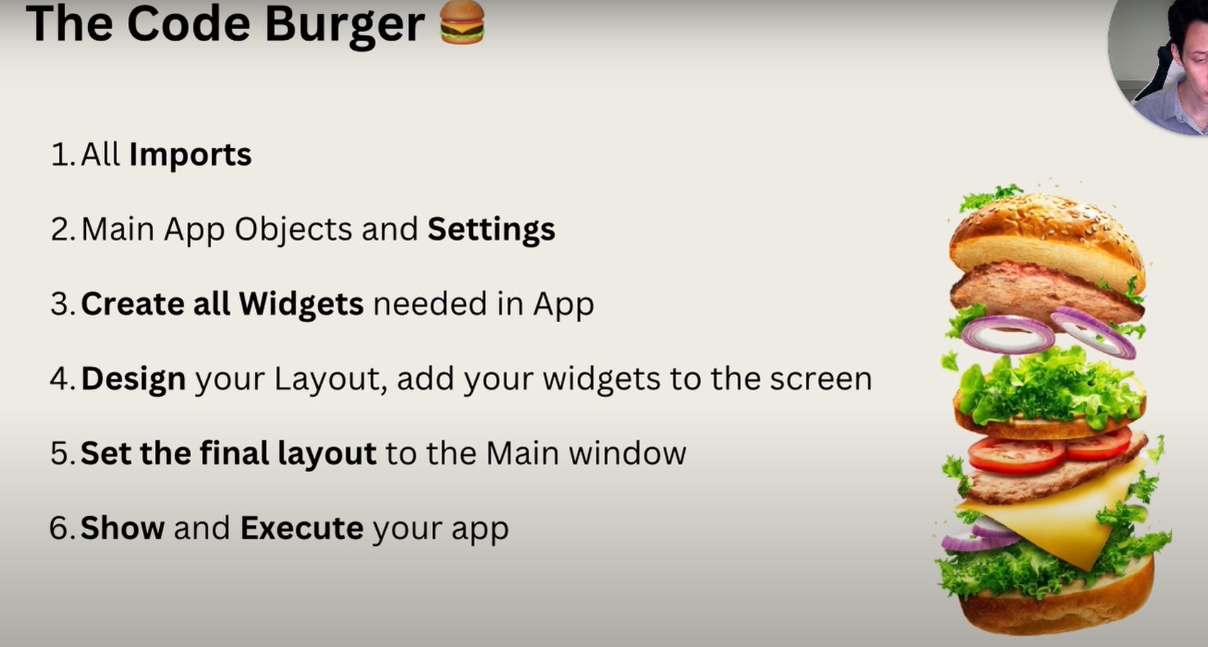 The Code Burger 🍔
1. All Imports
2. Main App Objects and Settings
3. Create all Widgets needed in App
4. Design your Layout, add your widgets to the screen
5. Set the final layout to the Main window
6. Show and Execute your app